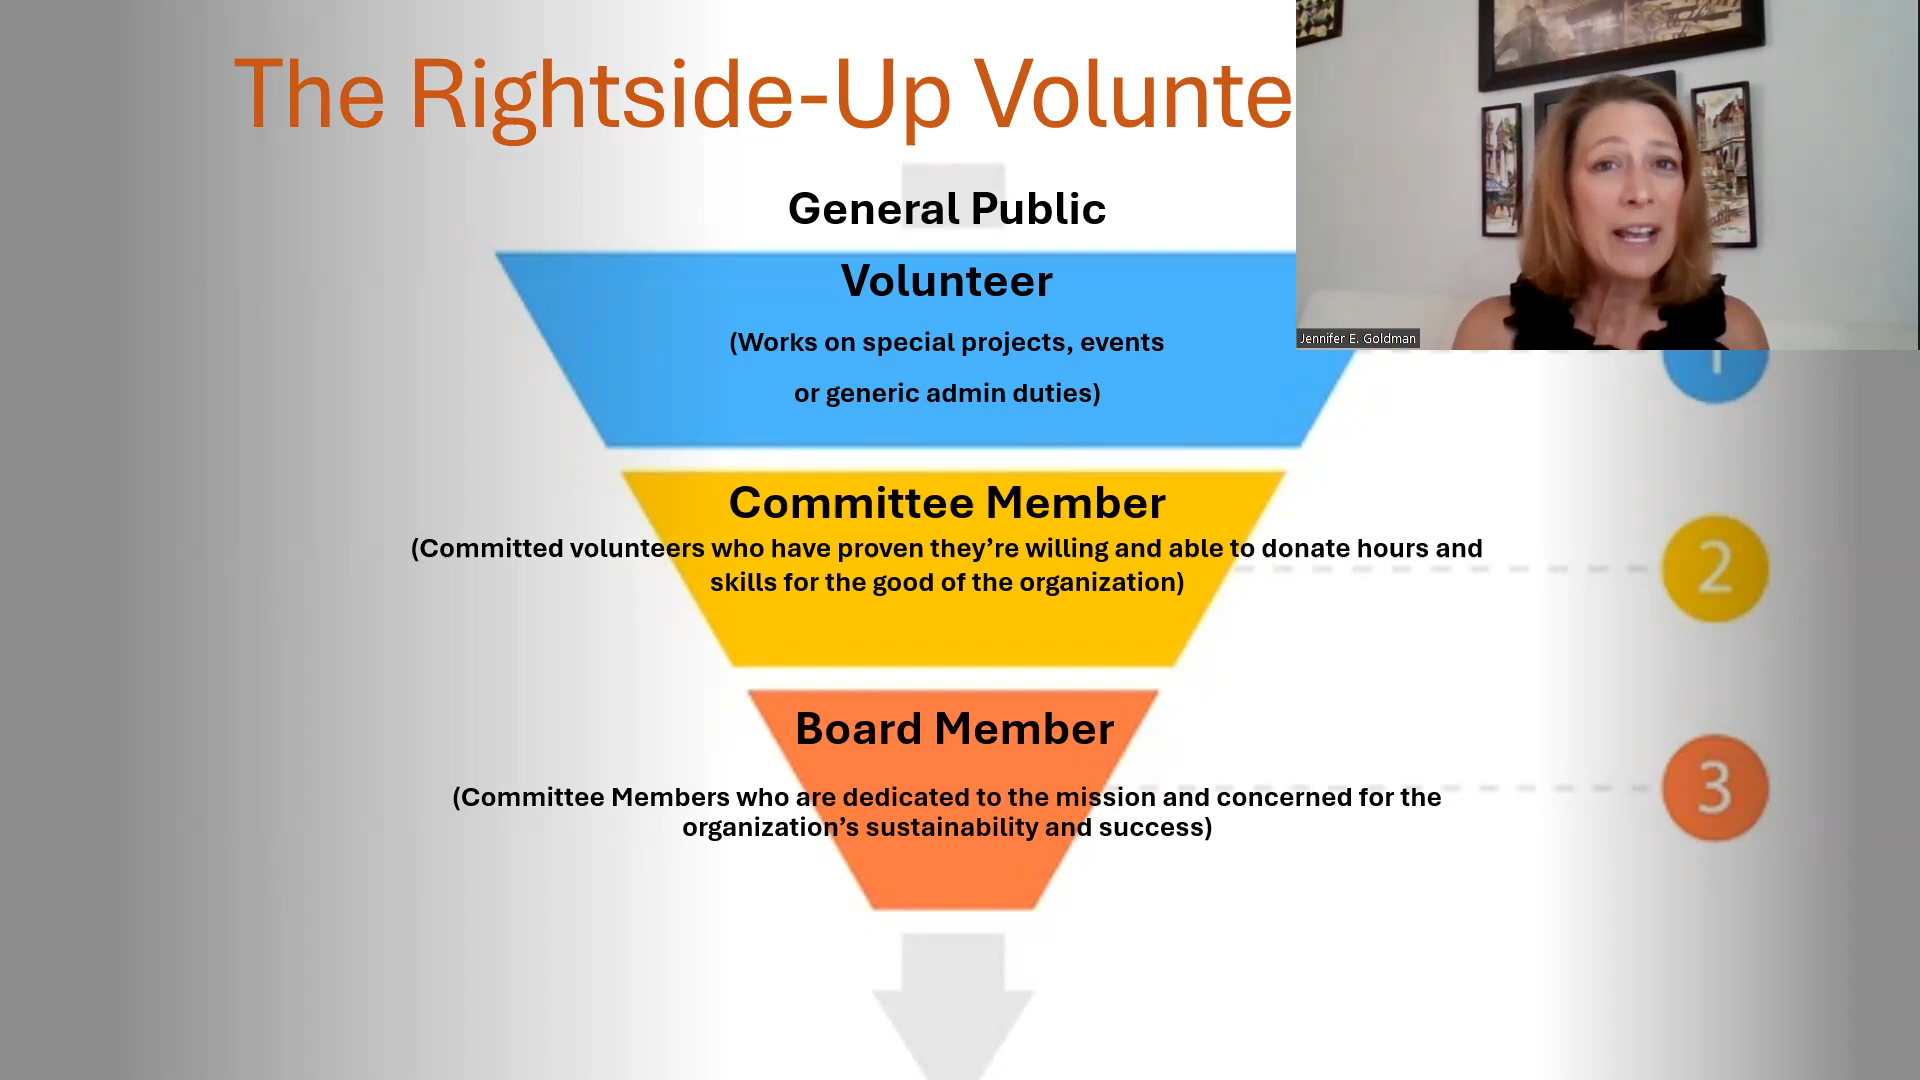 The Rightside-Up Volunte
General Public
Volunteer
(Works on special projects, events
or generic admin duties)
Committee Member
(Committed volunteers who have proven they’re willing and able to donate hours and
skills for the good of the organization)
Board Member
(Committee Members who are dedicated to the mission and concerned for the
organization’s sustainability and success)
Jennifer E. Goldman
1
2
3